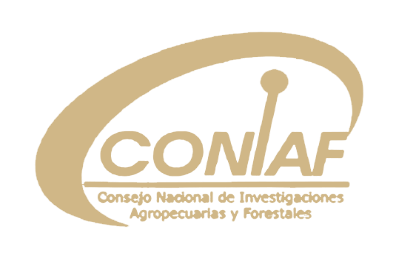 CONIAF
Consejo Nacional de Investigaciones
Agropecuarias y Forestales